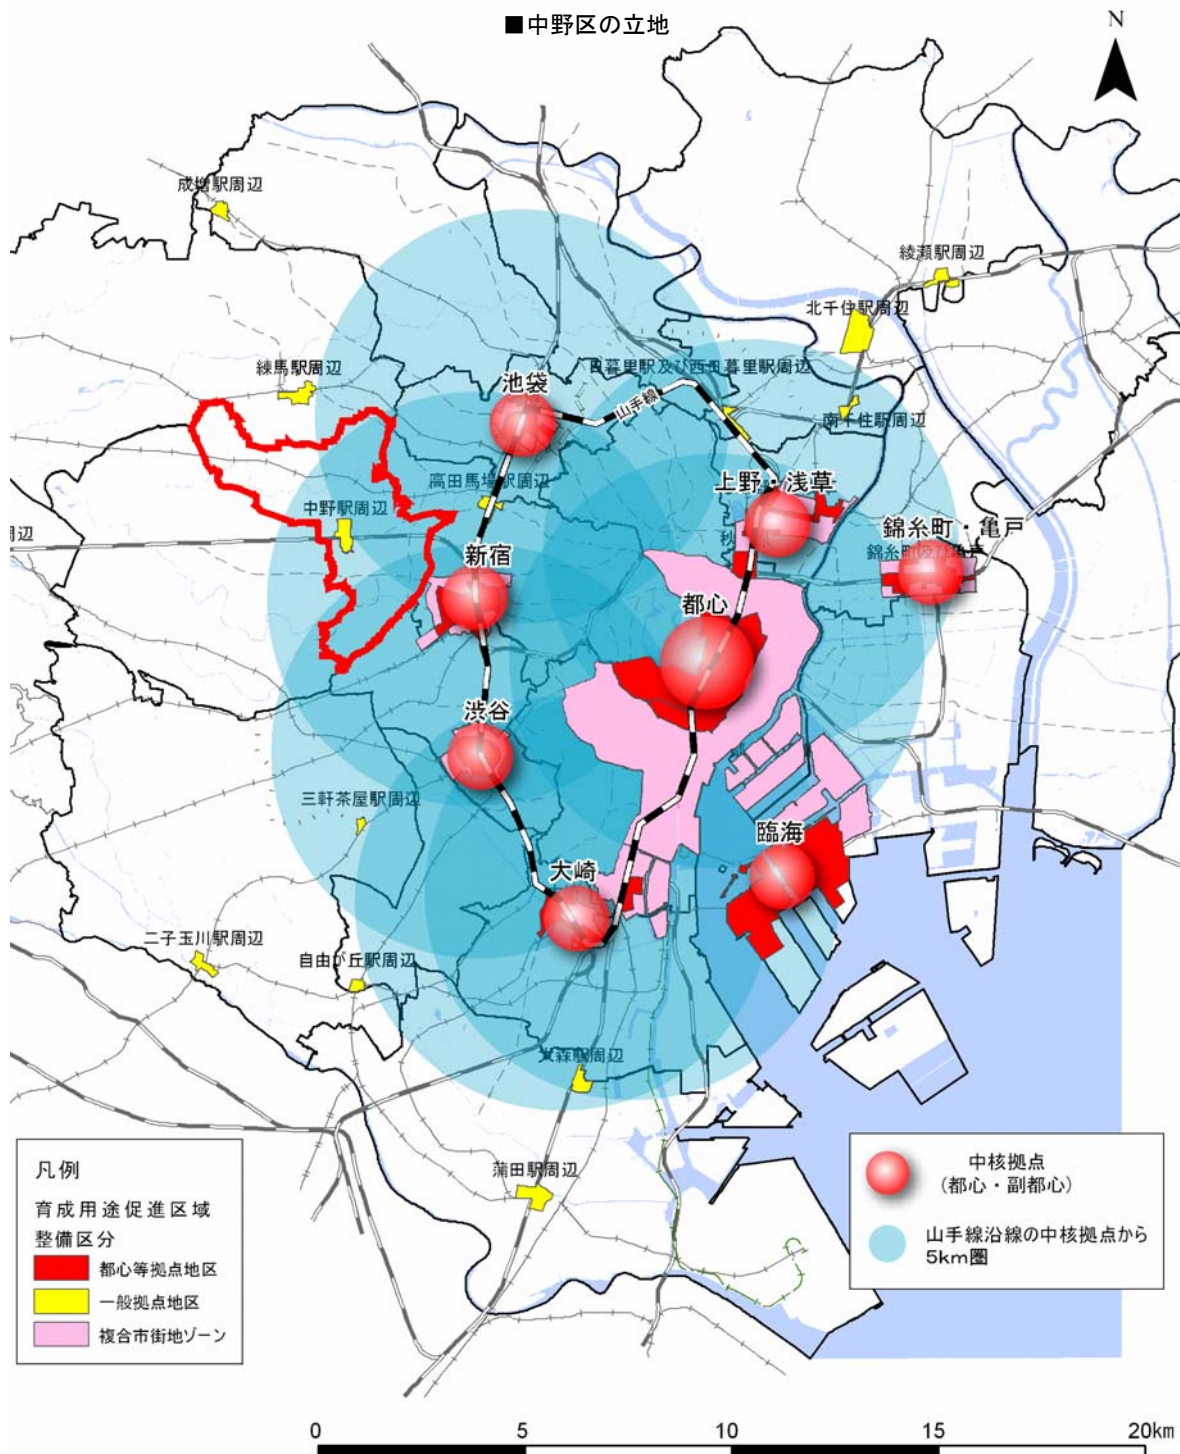 ■中野区の立地
N
成増駅周辺
綾瀬駅周辺
北千住駅周辺
練馬駅周辺
日暮里駅及び西日暮里駅周辺
池袋
山手線
南千住駅周辺
高田馬場駅周辺
上野・浅草
中野駅周辺
錦糸町・亀戸
周辺
秋
新宿
都心
渋谷
三軒茶屋駅周辺
臨海
大崎
二子玉川駅周辺
自由が丘駅周辺
大森駅周辺
蒲田駅周辺
凡例
育成用途促進区域
整備区分
都心等拠点地区
一般拠点地区
複合市街地ゾーン
中核拠点
(都心・副都心)
山手線沿線の中核拠点から
5km圏
0 5 10 15 20km